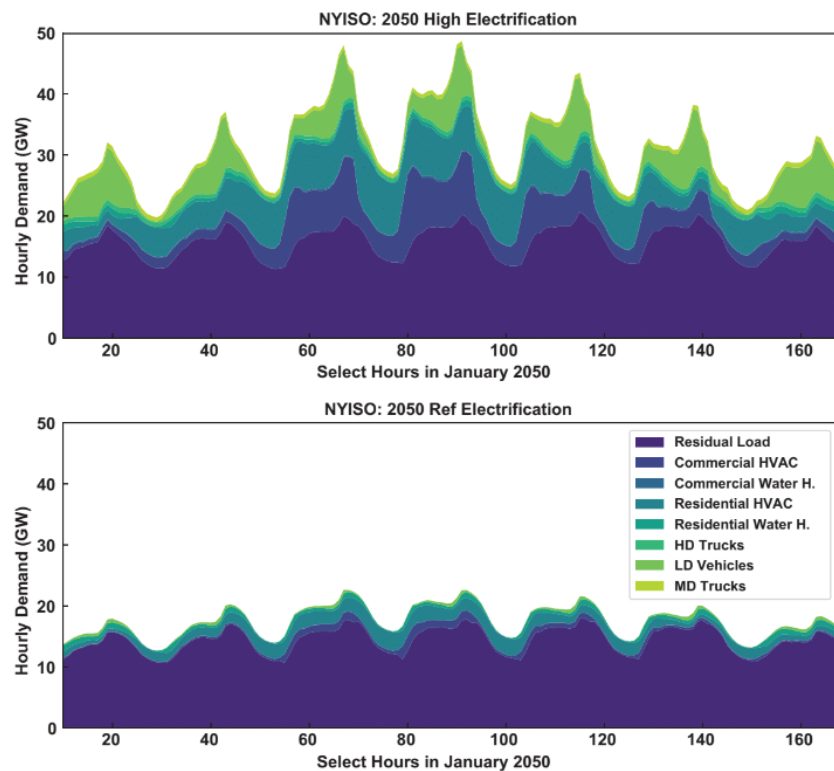 NYISO: 2050 High Electrification
50
40
30
20
10
0
Hourly Demand (GW)
20 40 60 80 100 120 140 160
Select Hours in January 2050
NYISO: 2050 Ref Electrification
50
40
30
20
10
0
Hourly Demand (GW)
Residual Load
Commercial HVAC
Commercial Water H.
Residential HVAC
Residential Water H.
HD Trucks
LD Vehicles
MD Trucks
20 40 60 80 100 120 140 160
Select Hours in January 2050